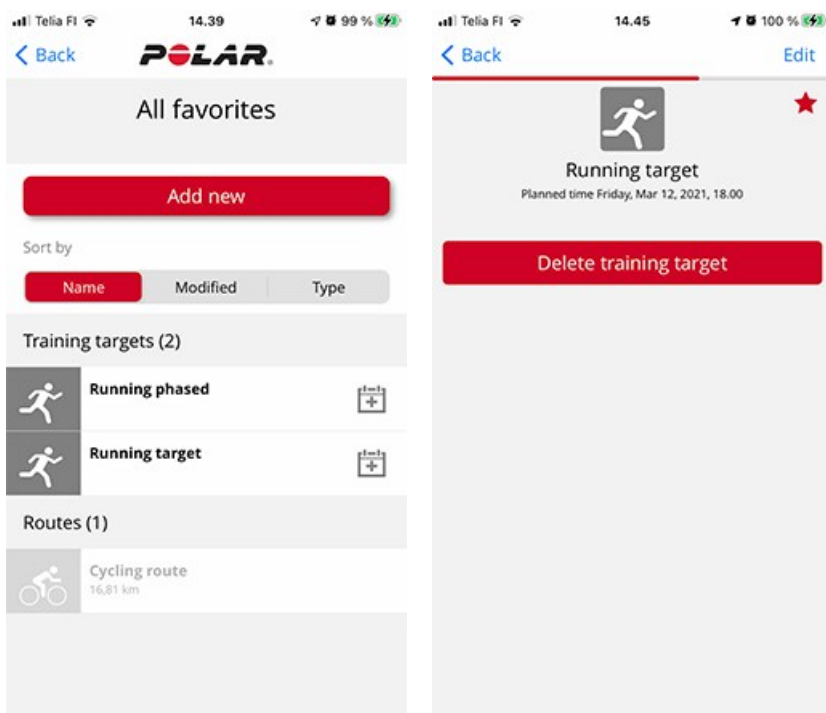 Telia FI 14.39 99 %
Back POLAR.
All favorites
Add new
Sort by
Name Modified Type
Training targets (2)
Running phased
Running target
Routes (1)
Cycling route
16,81 km
Telia FI 14.45 100 %
Back Edit
Running target
Planned time Friday, Mar 12, 2021, 18.00
Delete training target